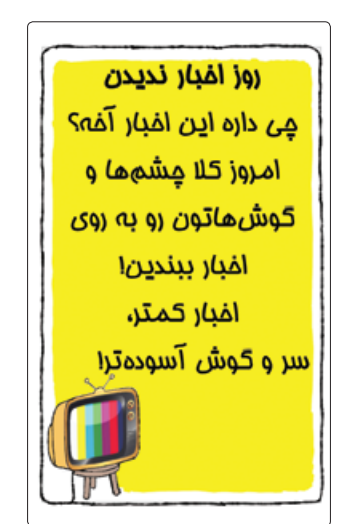 روز اخبار ندیدن
چی داره این اخبار آخه؟
امروز کلا چشم‌ها و
گوش‌هاتون رو به روی
اخبار ببندین!
اخبار کمتر،
سر و گوش آسوده‌تر!